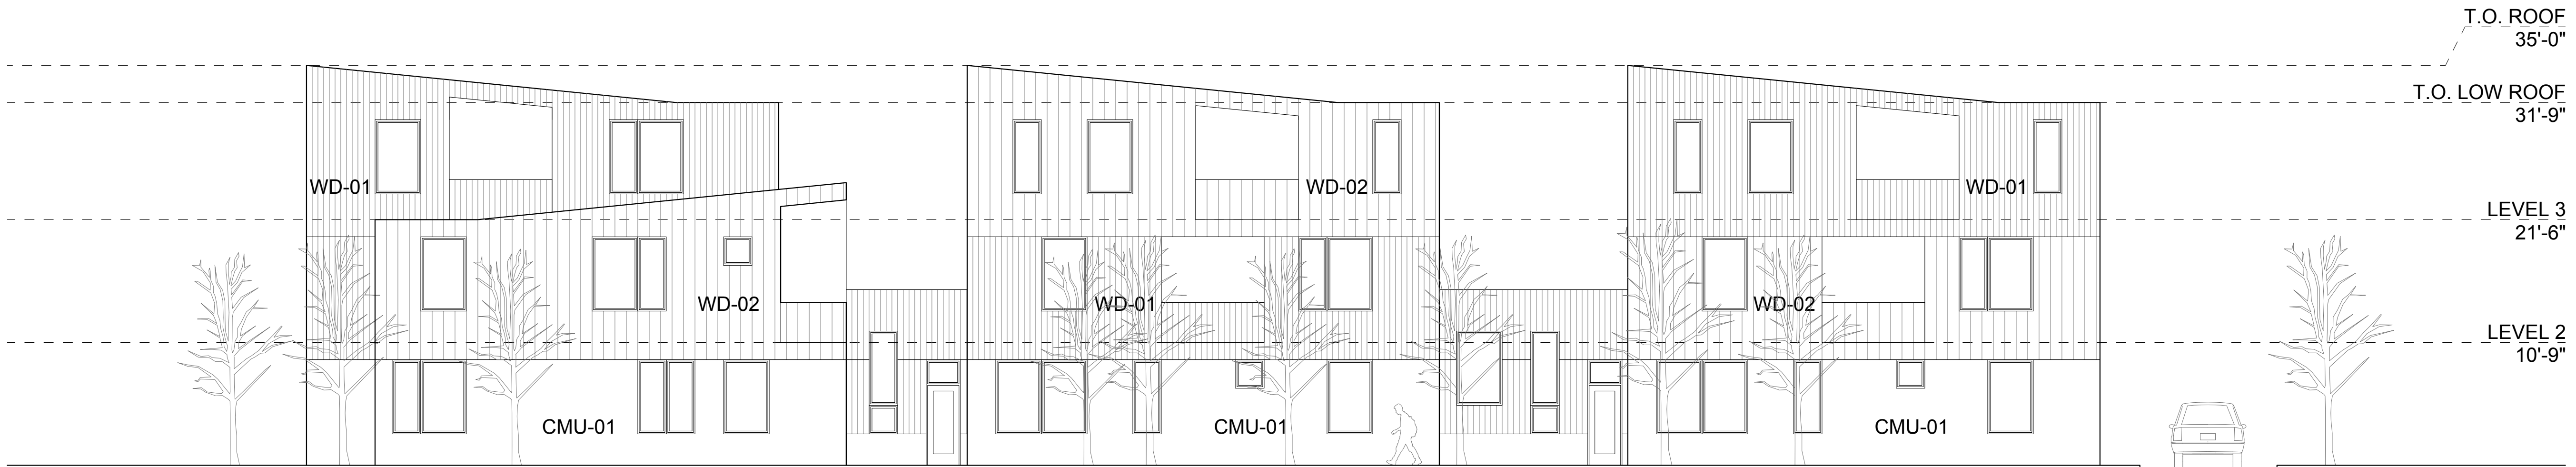 T.O. ROOF
35'-0"
T.O. LOW ROOF
31'-9"
WD-01
WD-02
WD-01
LEVEL 3
21'-6"
WD-02
WD-01
WD-02
LEVEL 2
10'-9"
CMU-01
CMU-01
CMU-01